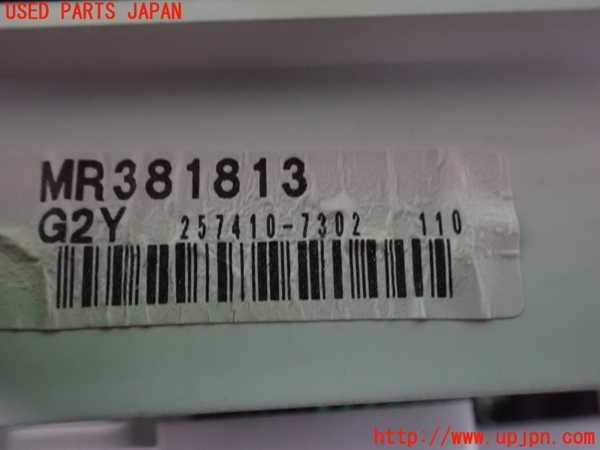 USED PARTS JAPAN
MR381813
G2Y 257410-7302 110
http://www.upjpn.com/